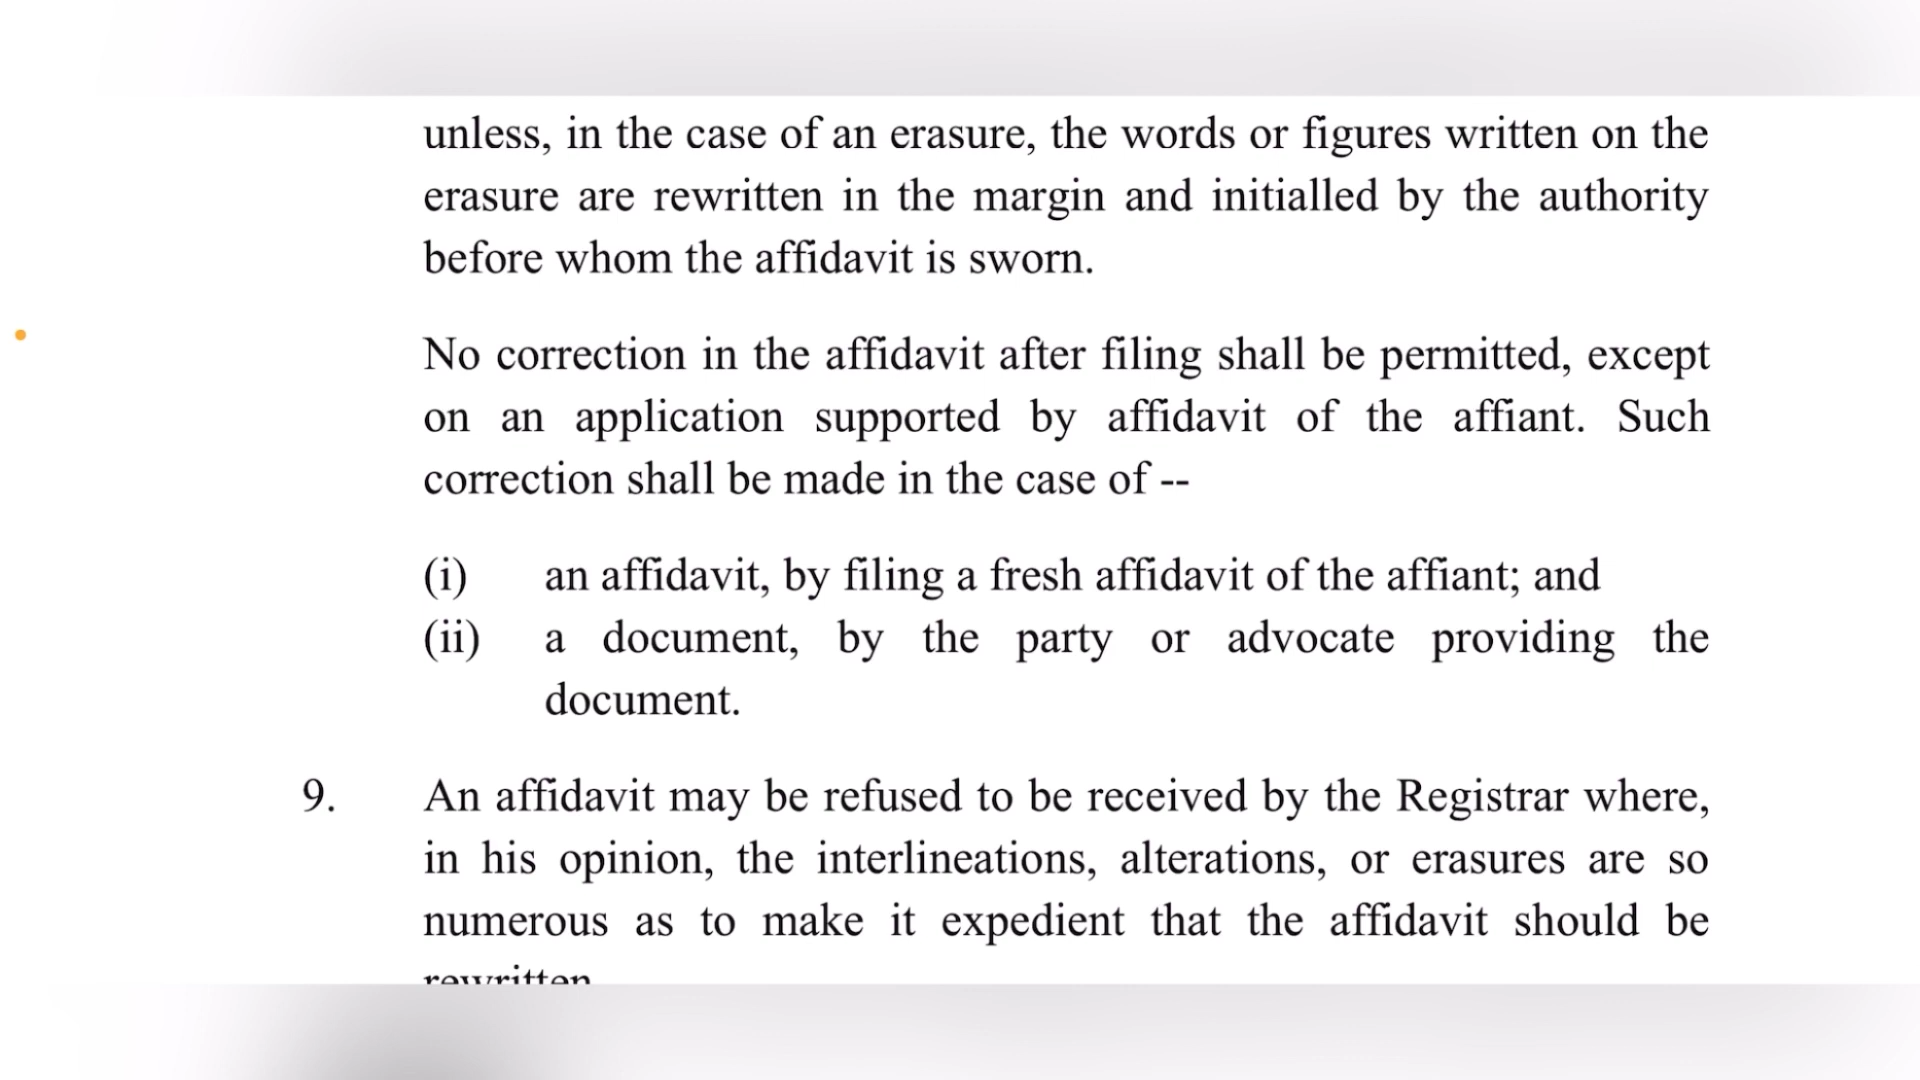 unless, in the case of an erasure, the words or figures written on the
erasure are rewritten in the margin and initialled by the authority
before whom the affidavit is sworn.
No correction in the affidavit after filing shall be permitted, except
on an application supported by affidavit of the affiant. Such
correction shall be made in the case of --
(i) an affidavit, by filing a fresh affidavit of the affiant; and
(ii) a document, by the party or advocate providing the
document.
9. An affidavit may be refused to be received by the Registrar where,
in his opinion, the interlineations, alterations, or erasures are so
numerous as to make it expedient that the affidavit should be
rewritten